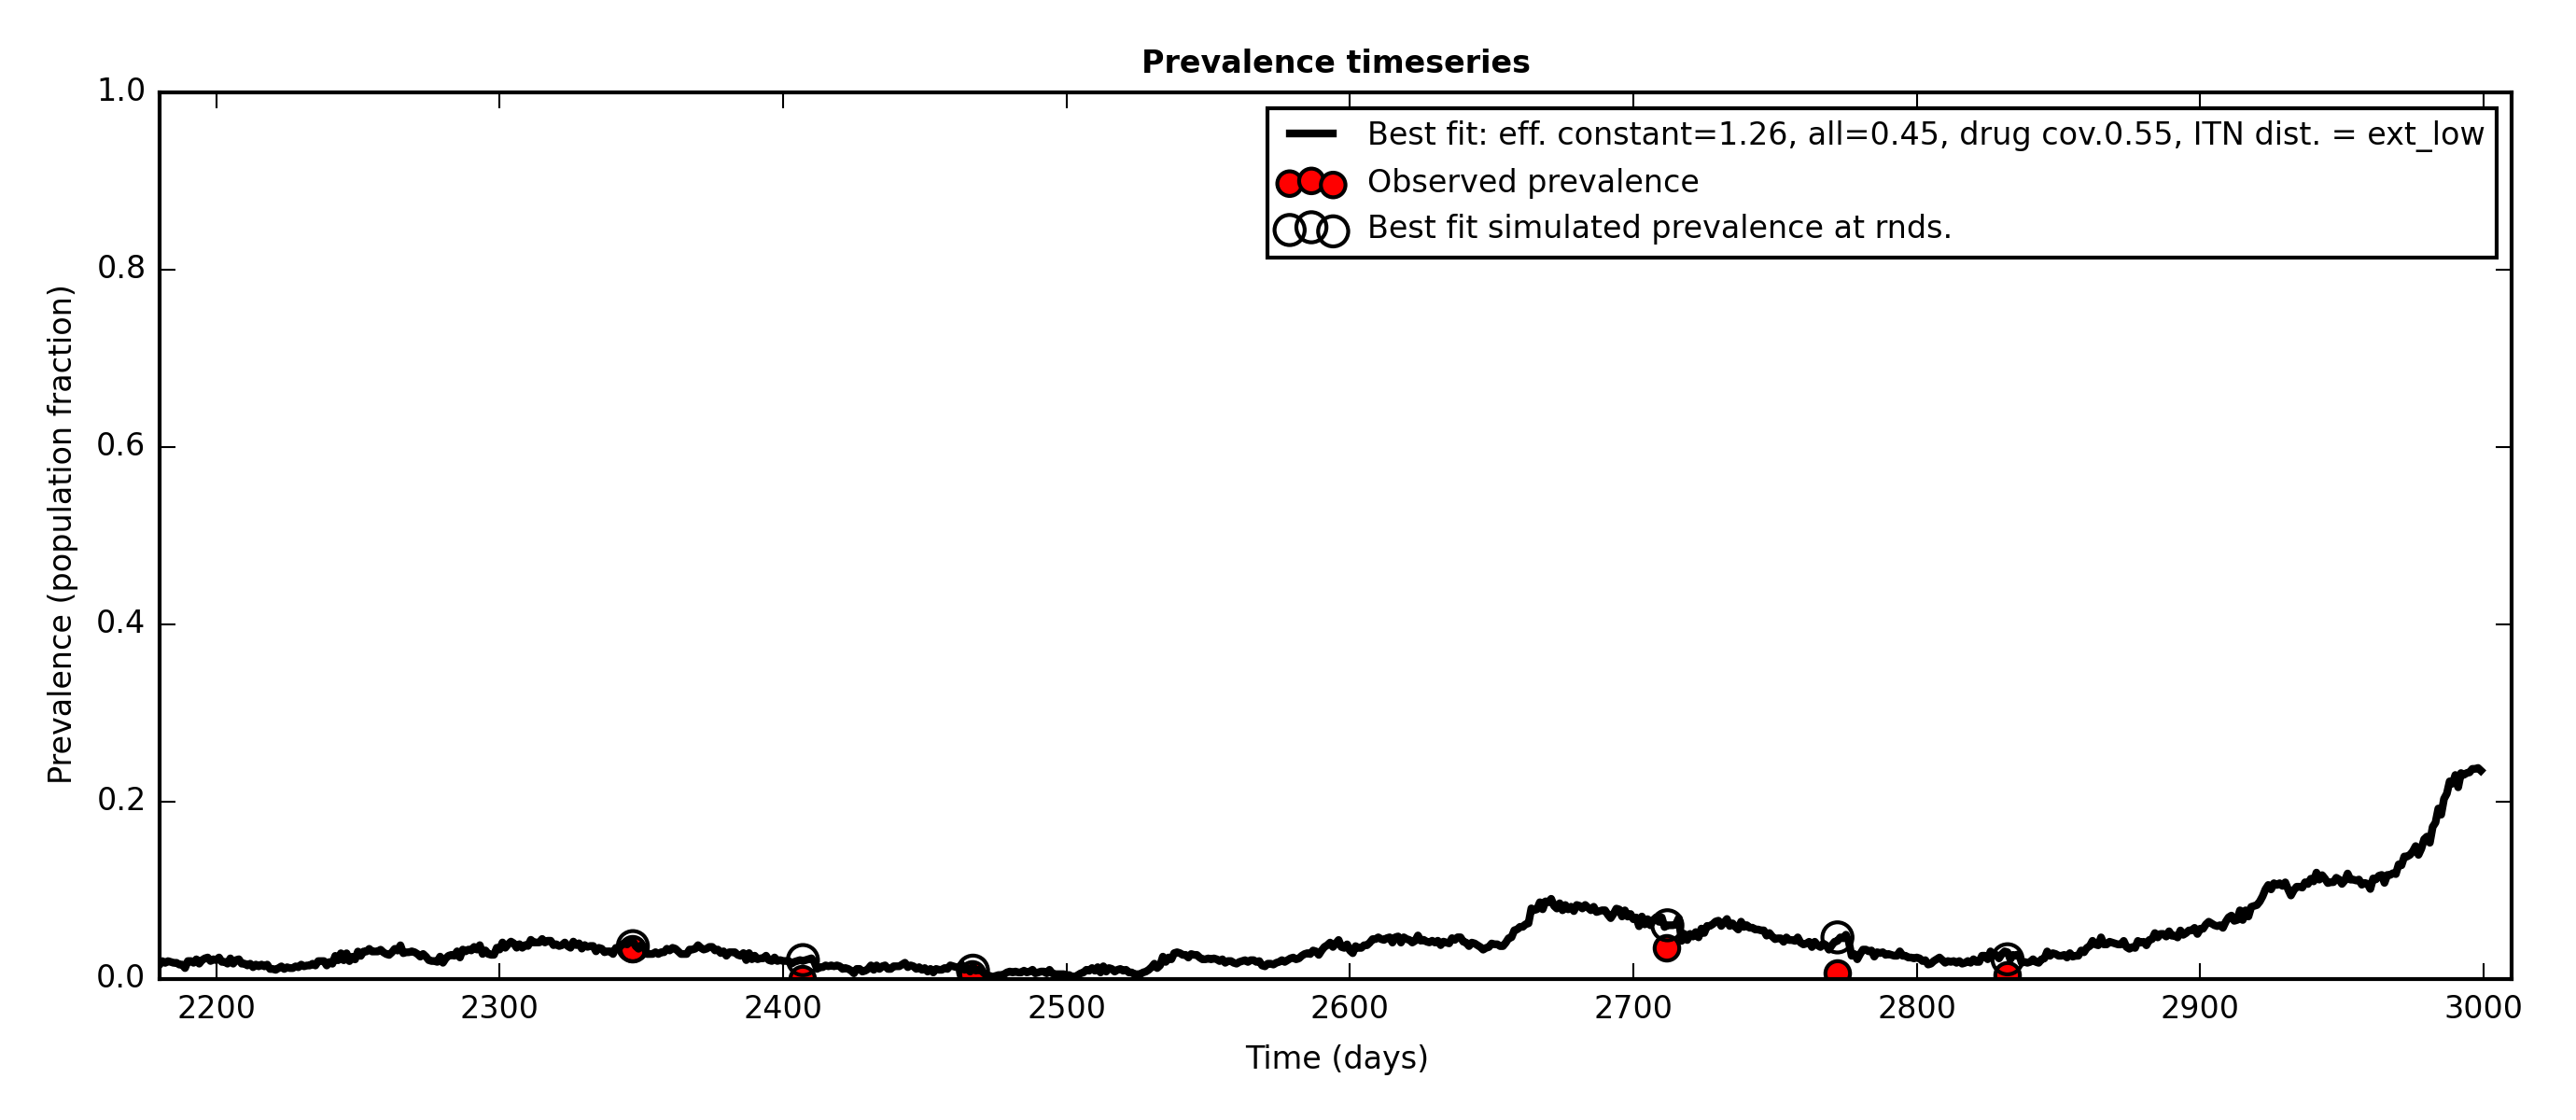 Prevalence timeseries
1.0
0.8
0.6
0.4
0.2
0.0
Prevalence (population fraction)
Best fit: eff. constant=1.26, all=0.45, drug cov.0.55, ITN dist. = ext_low
Observed prevalence
Best fit simulated prevalence at rnds.
2200 2300 2400 2500 2600 2700 2800 2900 3000
Time (days)